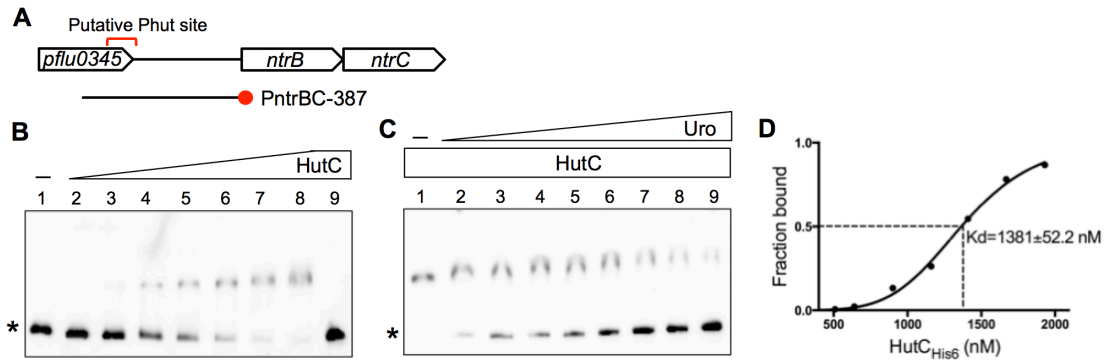 A
Putative Phut site
pflu0345
ntrB
ntrC
PntrBC-387
B
HutC
–
1 2 3 4 5 6 7 8 9
*
C
Uro
–
HutC
1 2 3 4 5 6 7 8 9
*
D
Fraction bound
1.0
0.5
0.0
Kd=1381±52.2 nM
500 1000 1500 2000
HutCHis6 (nM)